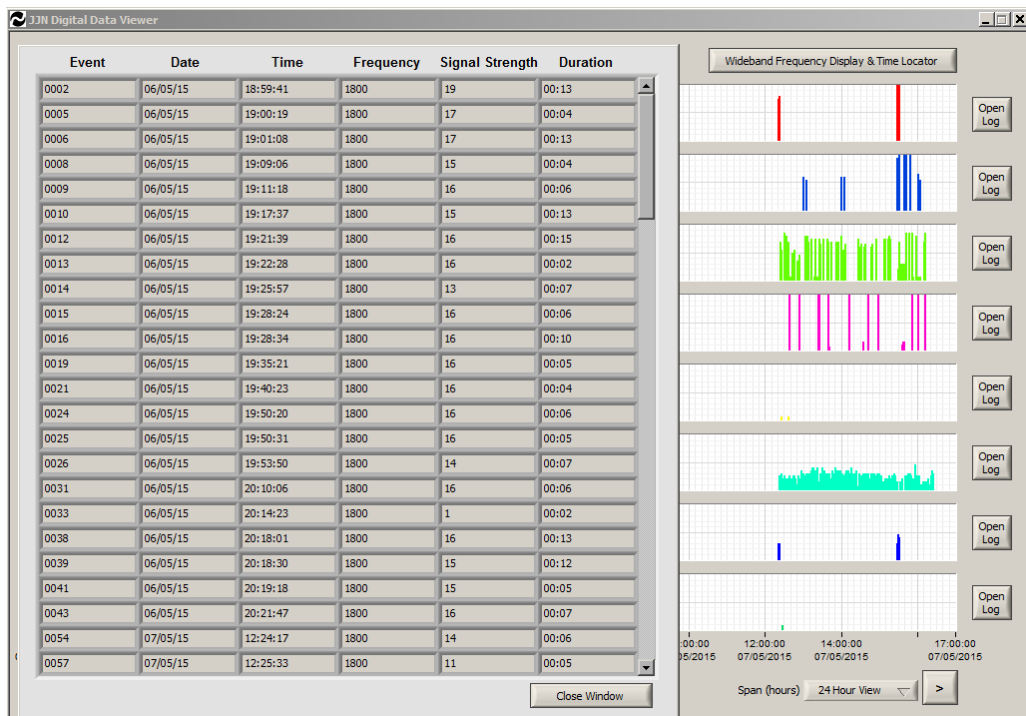 JJN Digital Data Viewer
Event Date Time Frequency Signal Strength Duration
0002 06/05/15 18:59:41 1800 19 00:13
0005 06/05/15 19:00:19 1800 17 00:04
0006 06/05/15 19:01:08 1800 17 00:13
0008 06/05/15 19:09:06 1800 15 00:04
0009 06/05/15 19:11:18 1800 16 00:06
0010 06/05/15 19:17:37 1800 15 00:13
0012 06/05/15 19:21:39 1800 16 00:15
0013 06/05/15 19:22:28 1800 16 00:02
0014 06/05/15 19:25:57 1800 13 00:07
0015 06/05/15 19:28:24 1800 16 00:06
0016 06/05/15 19:28:34 1800 16 00:10
0019 06/05/15 19:35:21 1800 16 00:05
0021 06/05/15 19:40:23 1800 16 00:04
0024 06/05/15 19:50:20 1800 16 00:06
0025 06/05/15 19:50:31 1800 16 00:05
0026 06/05/15 19:53:50 1800 14 00:07
0031 06/05/15 20:10:06 1800 16 00:06
0033 06/05/15 20:14:23 1800 1 00:02
0038 06/05/15 20:18:01 1800 16 00:13
0039 06/05/15 20:18:30 1800 15 00:12
0041 06/05/15 20:19:18 1800 15 00:05
0043 06/05/15 20:21:47 1800 16 00:07
0054 07/05/15 12:24:17 1800 14 00:06
0057 07/05/15 12:25:33 1800 11 00:05
Close Window
Wideband Frequency Display & Time Locator
Open
Log
Open
Log
Open
Log
Open
Log
Open
Log
Open
Log
Open
Log
Open
Log
:00:00 12:00:00 14:00:00 17:00:00
05/2015 07/05/2015 07/05/2015 07/05/2015
Span (hours) 24 Hour View >